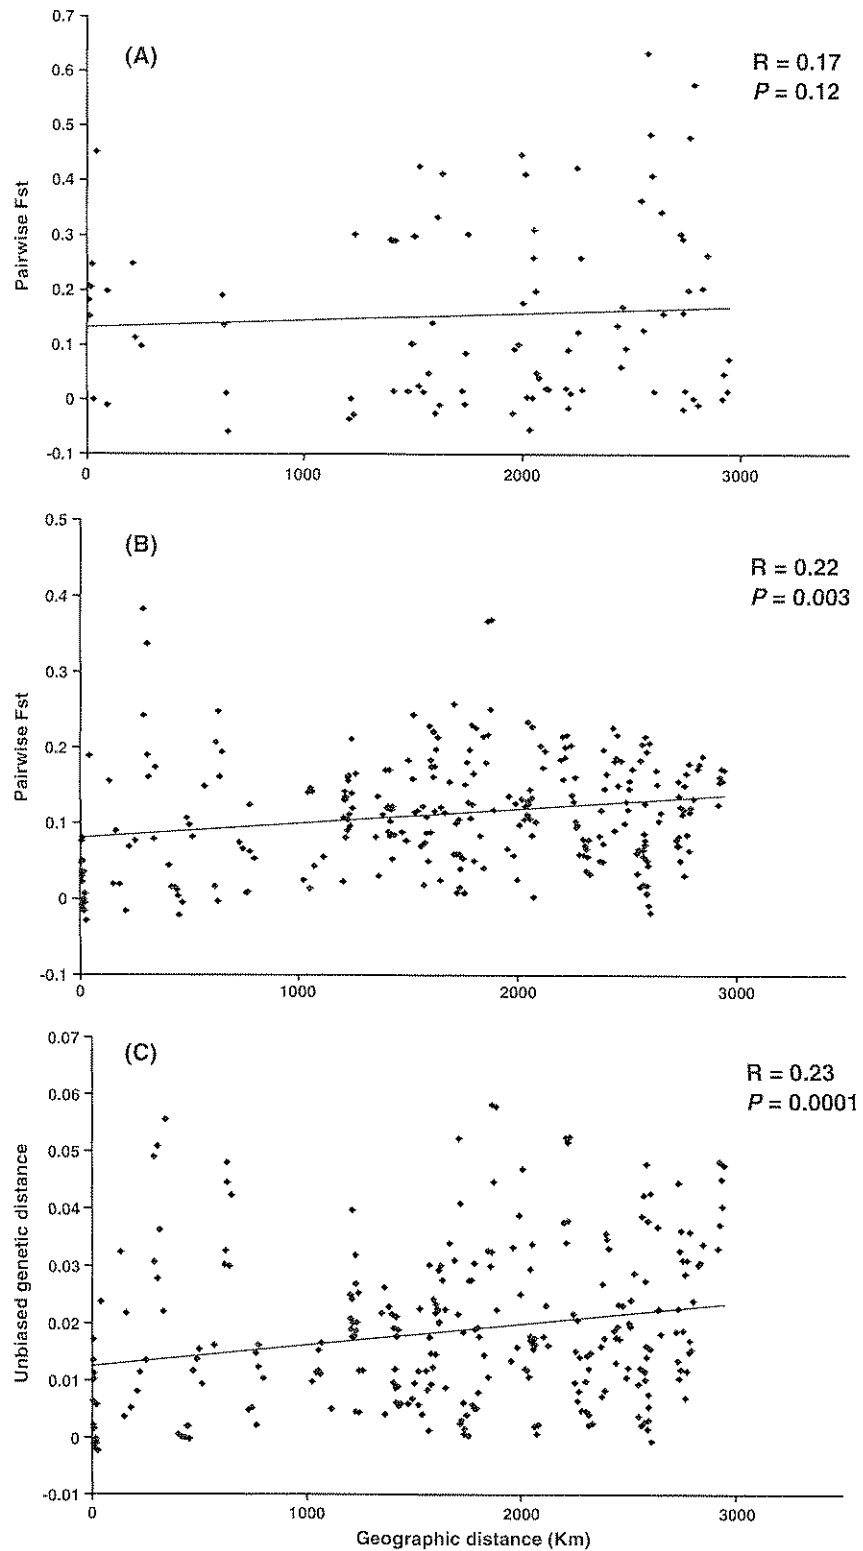 0.7
(A)
R = 0.17
P = 0.12
0.6
0.5
0.4
0.3
0.2
0.1
0
-0.1
Pairwise Fst
0
1000
2000
3000
0.5
(B)
R = 0.22
P = 0.003
0.4
0.3
0.2
0.1
0
-0.1
Pairwise Fst
0
1000
2000
3000
0.07
(C)
R = 0.23
P = 0.0001
0.06
0.05
0.04
0.03
0.02
0.01
0
-0.01
Unbiased genetic distance
0
1000
2000
3000
Geographic distance (Km)